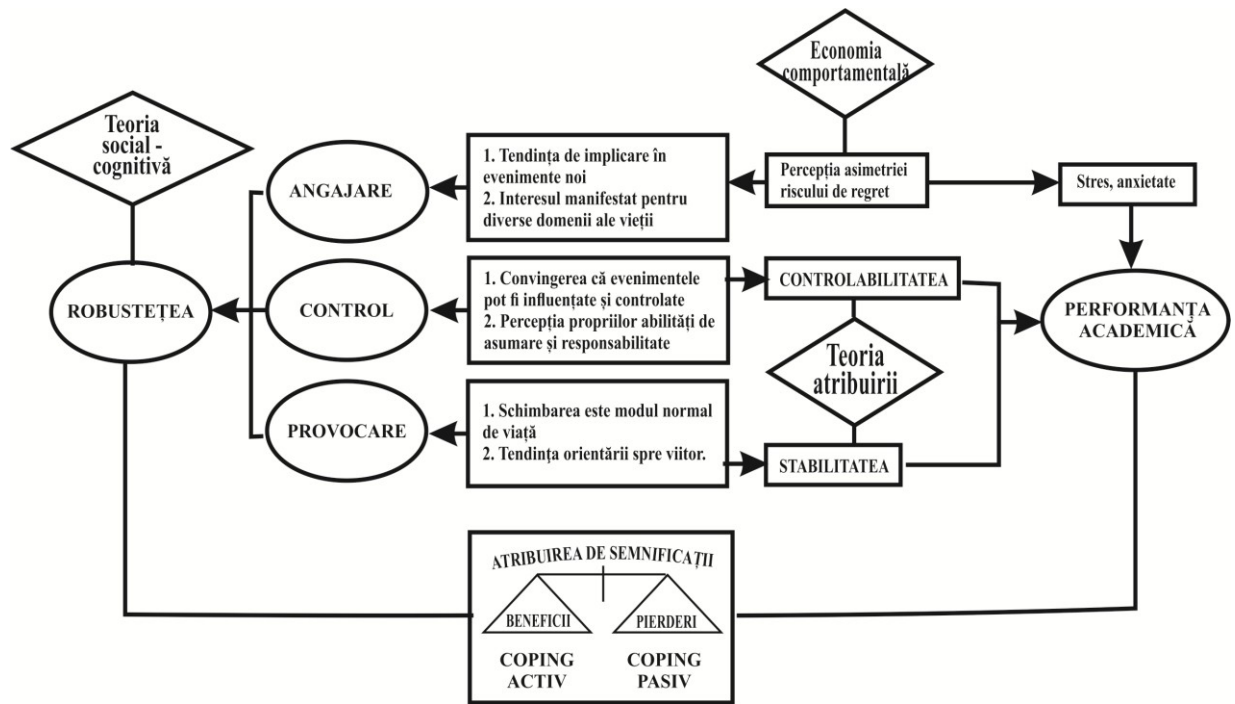 Economia
comportamentală
Teoria
social -
cognitivă
ANGAJARE
1. Tendința de implicare în
evenimente noi
2. Interesul manifestat pentru
diverse domenii ale vieții
Percepția asimetriei
riscului de regret
Stres, anxietate
ROBUSTEȚEA
CONTROL
1. Convingerea că evenimentele
pot fi influențate și controlate
2. Percepția propriilor abilități de
asumare și responsabilitate
CONTROLABILITATEA
PERFORMANȚA
ACADEMICĂ
Teoria
atribuirii
PROVOCARE
1. Schimbarea este modul normal
de viață
2. Tendința orientării spre viitor.
STABILITATEA
ATRIBUIREA DE SEMNIFICAȚII
BENEFICII
PIERDERI
COPING
ACTIV
COPING
PASIV